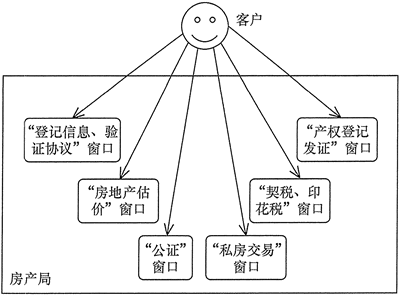 客户
“登记信息、验
证协议”窗口
“产权登记
发证”窗口
“房地产估
价”窗口
“契税、印
花税”窗口
“公证”
窗口
“私房交易”
窗口
房产局